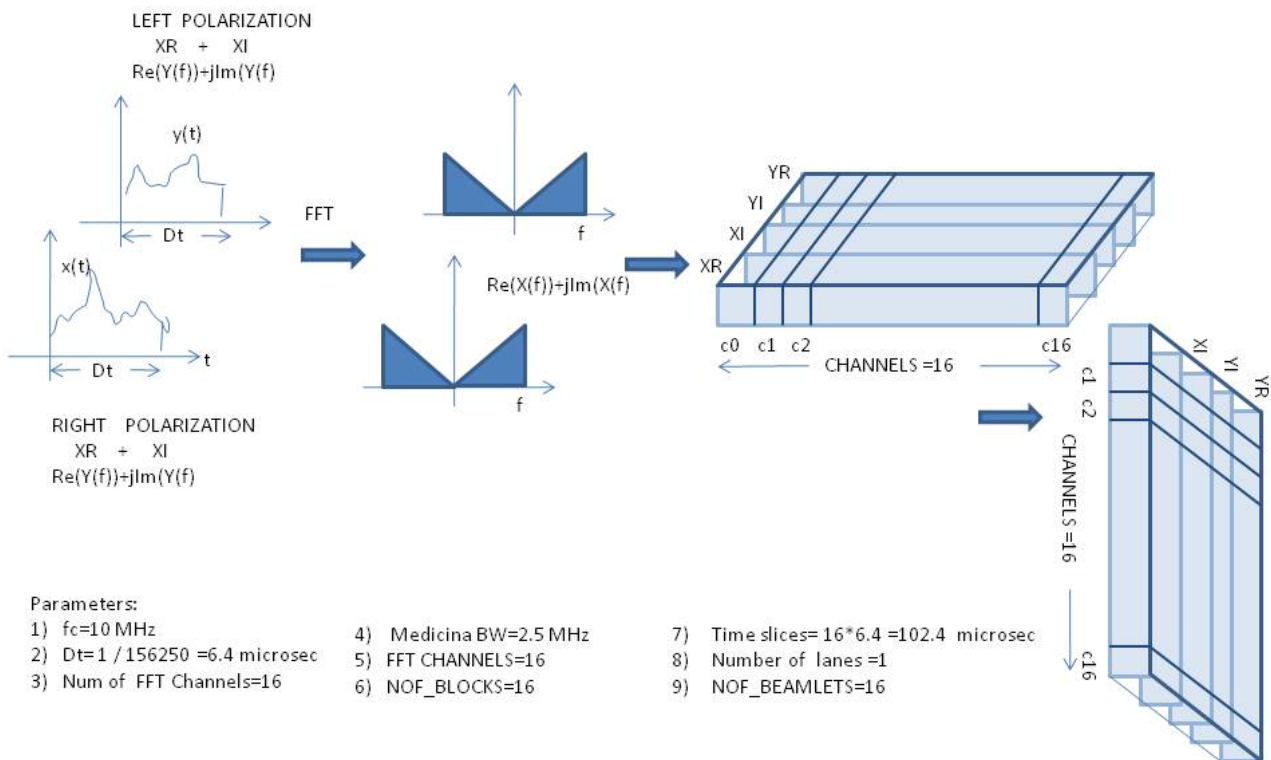 LEFT POLARIZATION
XR + XI
Re(Y(f))+jIm(Y(f)
y(t)
Dt
FFT
x(t)
t
Dt
RIGHT POLARIZATION
XR + XI
Re(Y(f))+jIm(Y(f)
f
Re(X(f))+jIm(X(f)
f
YR
YI
XI
XR
c0 c1 c2 c16
CHANNELS =16
XI
YI
YR
c1
c2
CHANNELS =16
c16
Parameters:
1) fc=10 MHz
2) Dt=1 / 156250 =6.4 microsec
3) Num of FFT Channels=16
4) Medicina BW=2.5 MHz
5) FFT CHANNELS=16
6) NOF_BLOCKS=16
7) Time slices= 16*6.4 =102.4 microsec
8) Number of lanes =1
9) NOF_BEAMLETS=16